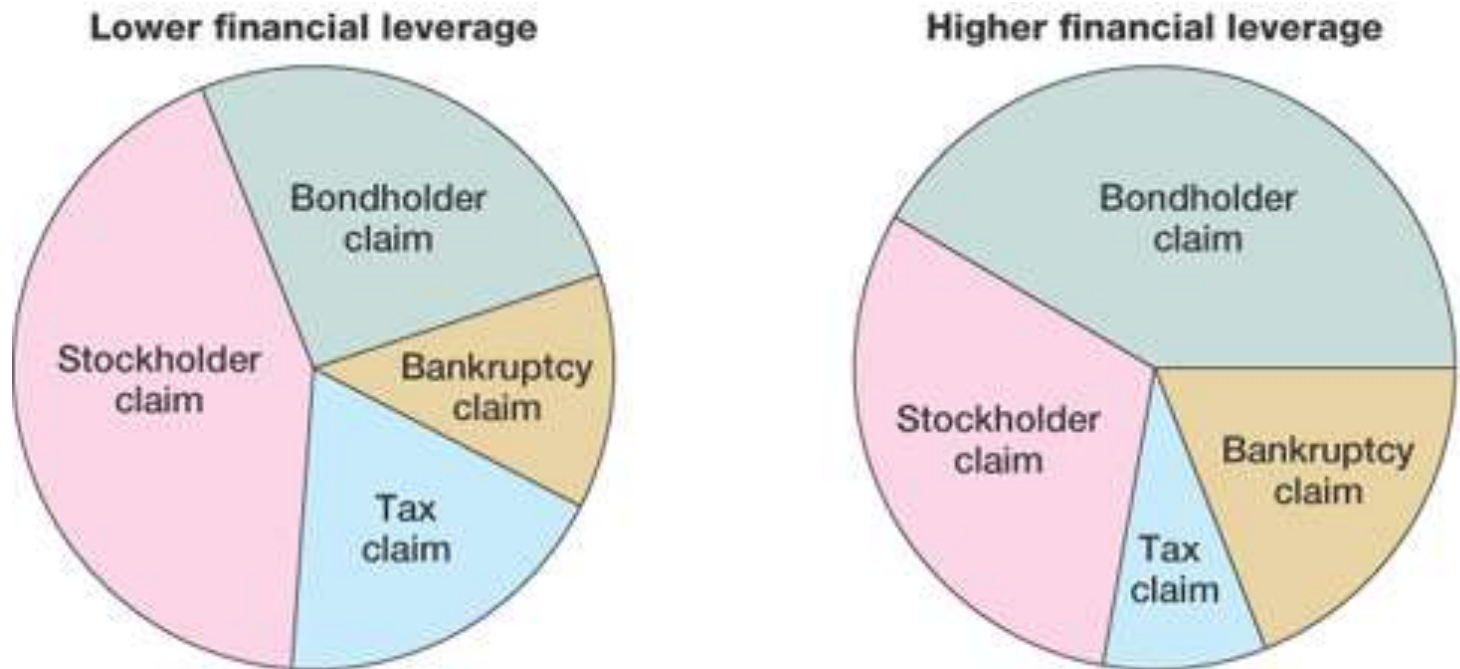 Lower financial leverage
Bondholder
claim
Stockholder
claim
Bankruptcy
claim
Tax
claim
Higher financial leverage
Bondholder
claim
Stockholder
claim
Bankruptcy
claim
Tax
claim